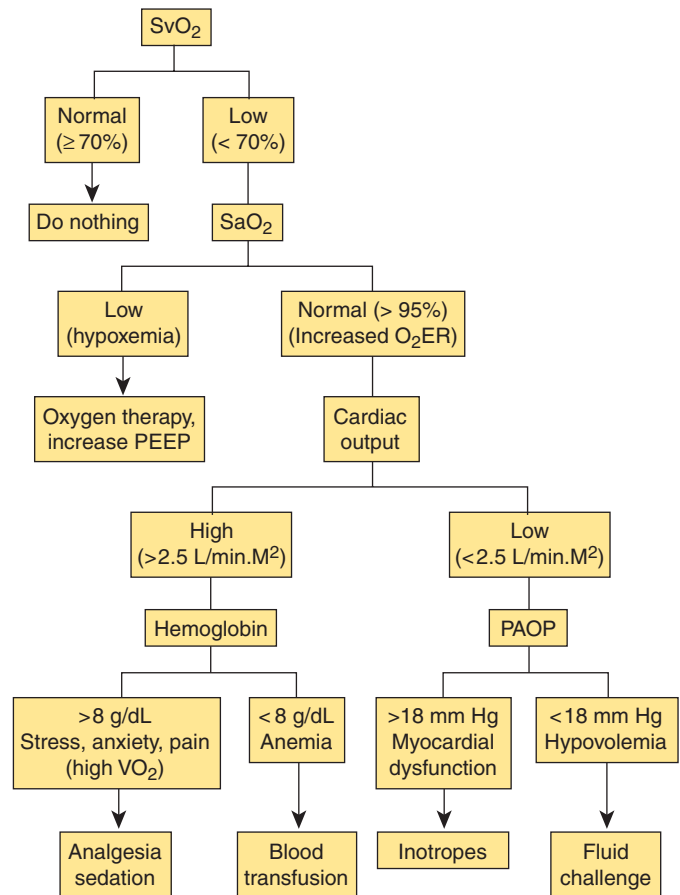 SvO₂
Normal
(≥ 70%)
Low
(< 70%)
Do nothing
SaO₂
Low
(hypoxemia)
Normal (> 95%)
(Increased O₂ER)
Oxygen therapy,
increase PEEP
Cardiac
output
High
(>2.5 L/min.M²)
Low
(<2.5 L/min.M²)
Hemoglobin
PAOP
>8 g/dL
Stress, anxiety, pain
(high VO₂)
< 8 g/dL
Anemia
>18 mm Hg
Myocardial
dysfunction
<18 mm Hg
Hypovolemia
Analgesia
sedation
Blood
transfusion
Inotropes
Fluid
challenge